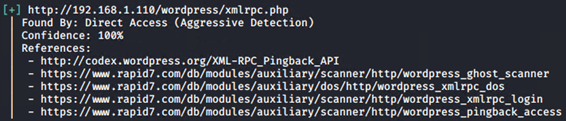 [+] http://192.168.1.110/wordpress/xmlrpc.php
| Found By: Direct Access (Aggressive Detection)
| Confidence: 100%
| References:
|  - http://codex.wordpress.org/XML-RPC_Pingback_API
|  - https://www.rapid7.com/db/modules/auxiliary/scanner/http/wordpress_ghost_scanner
|  - https://www.rapid7.com/db/modules/auxiliary/dos/http/wordpress_xmlrpc_dos
|  - https://www.rapid7.com/db/modules/auxiliary/scanner/http/wordpress_xmlrpc_login
|  - https://www.rapid7.com/db/modules/auxiliary/scanner/http/wordpress_pingback_access